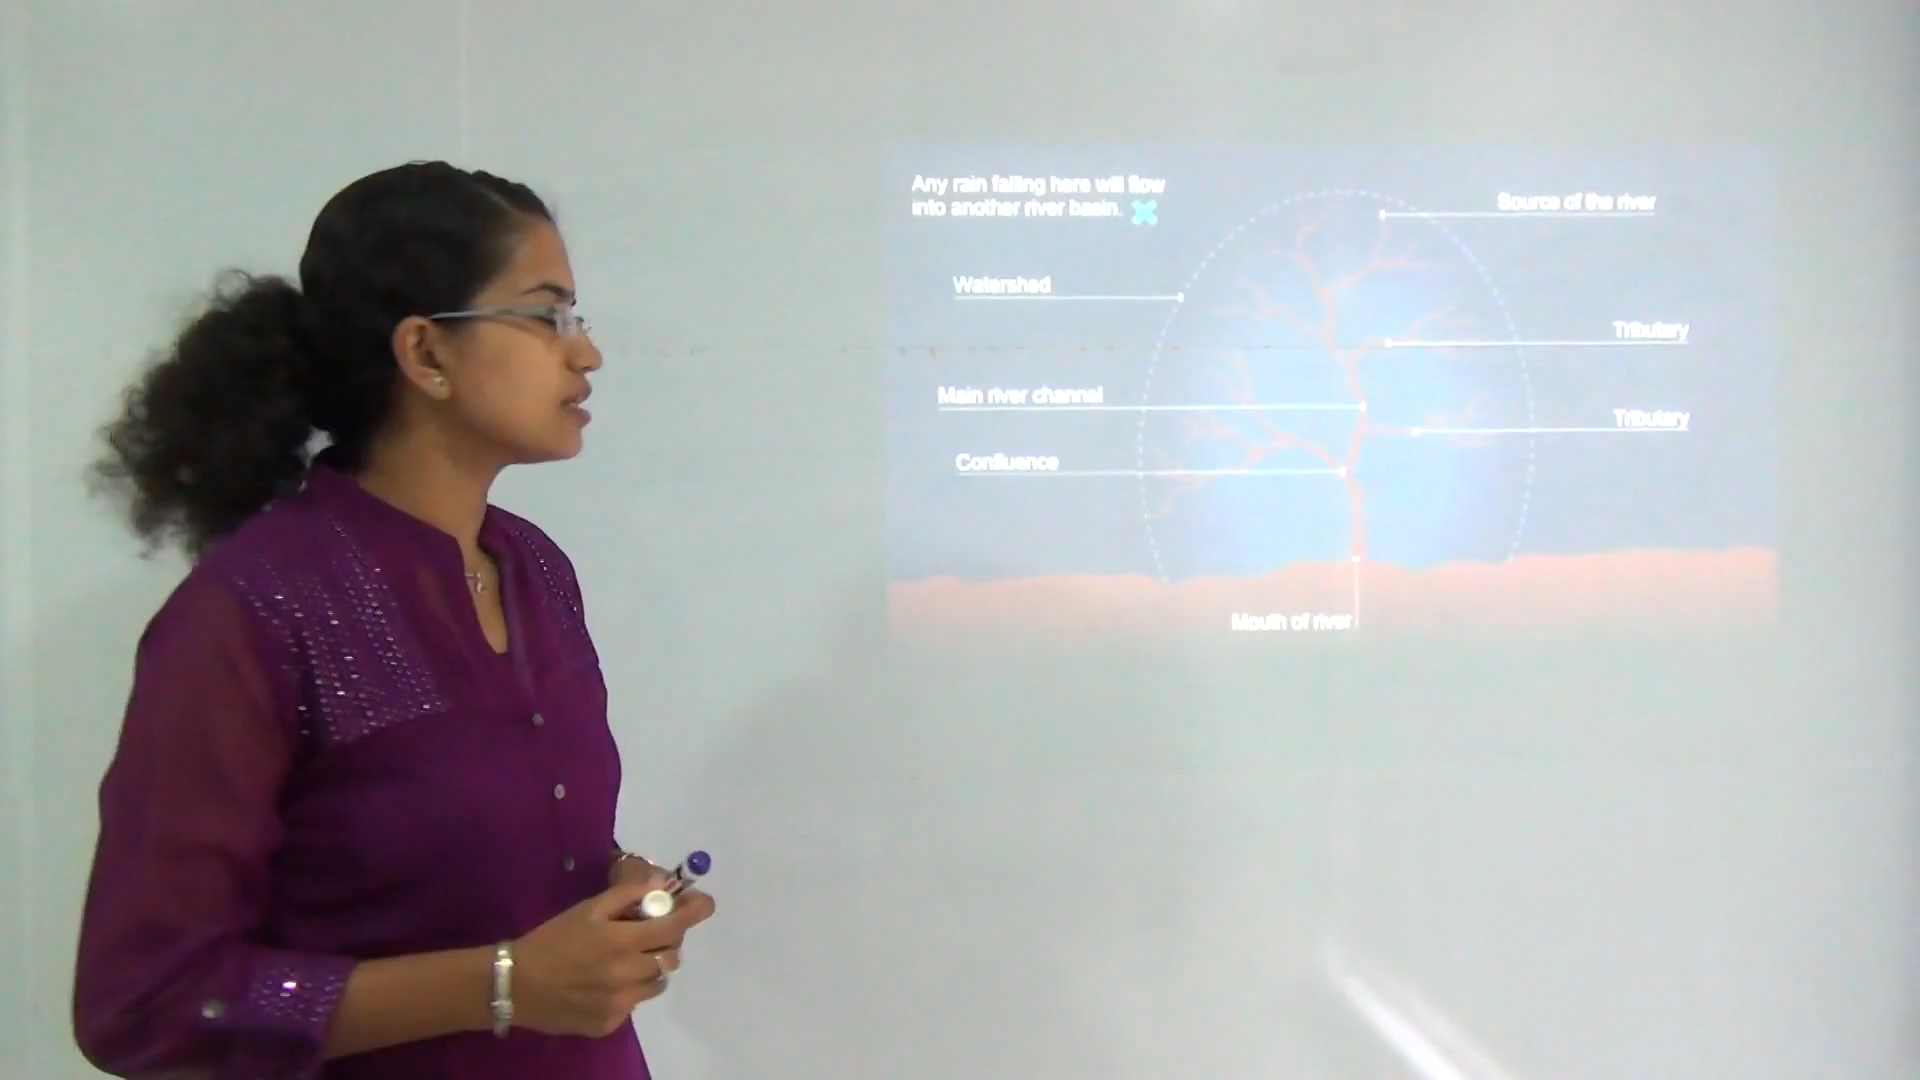 Any rain falling here will flow
into another river basin.
Source of the river
Watershed
Tributary
Main river channel
Tributary
Confluance
Mouth of river